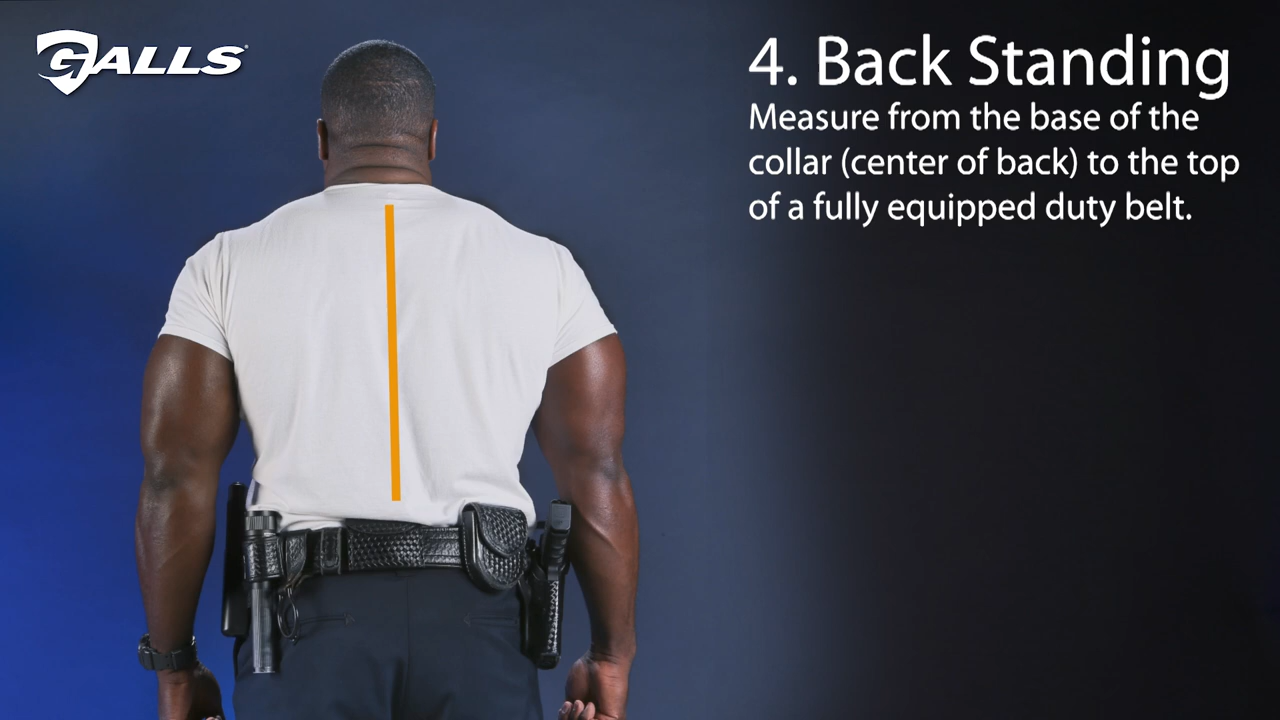 GALLS
4. Back Standing
Measure from the base of the
collar (center of back) to the top
of a fully equipped duty belt.